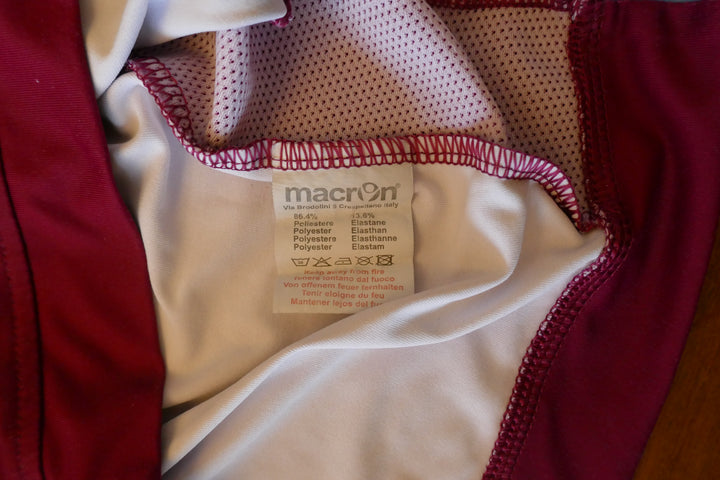 macron
Via Brodolini 5 Crespellano Italy
86.4% 13.6%
Poliestere Elastane
Polyester Elasthan
Polyestere Elasthanne
Polyester Elastam
Keep away from fire
Tenere lontano dal fuoco
Von offenem feuer fernhalten
Tenir eloigne du feu
Mantener lejos del